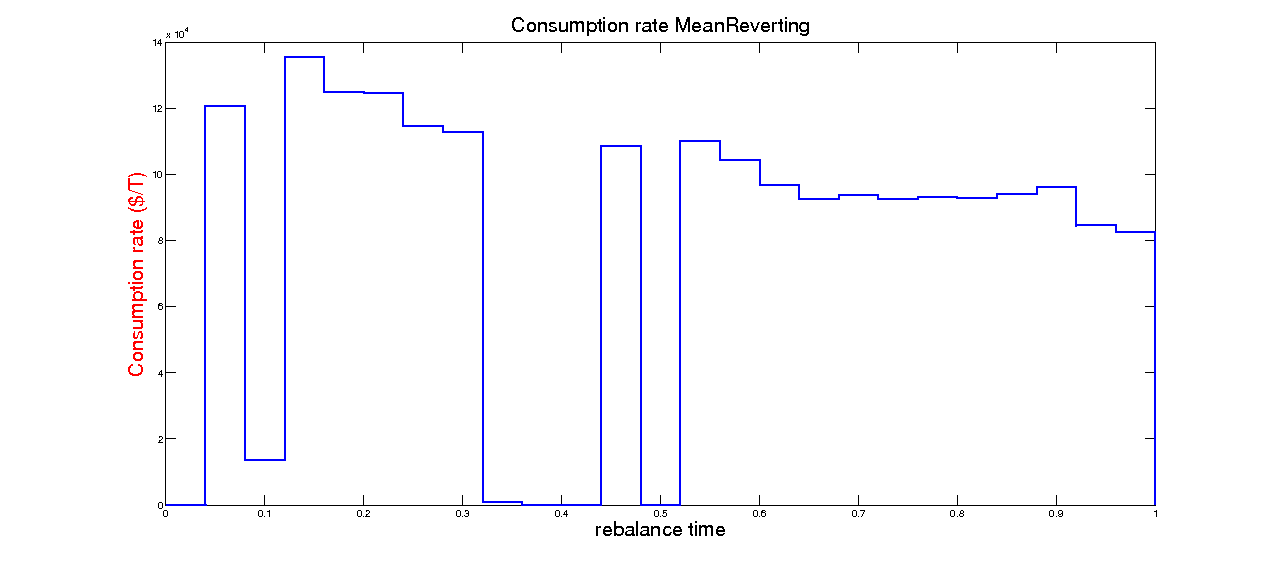 Consumption rate MeanReverting
x 10^4
14
12
10
8
6
4
2
0
Consumption rate ($/T)
0 0.1 0.2 0.3 0.4 0.5 0.6 0.7 0.8 0.9 1
rebalance time